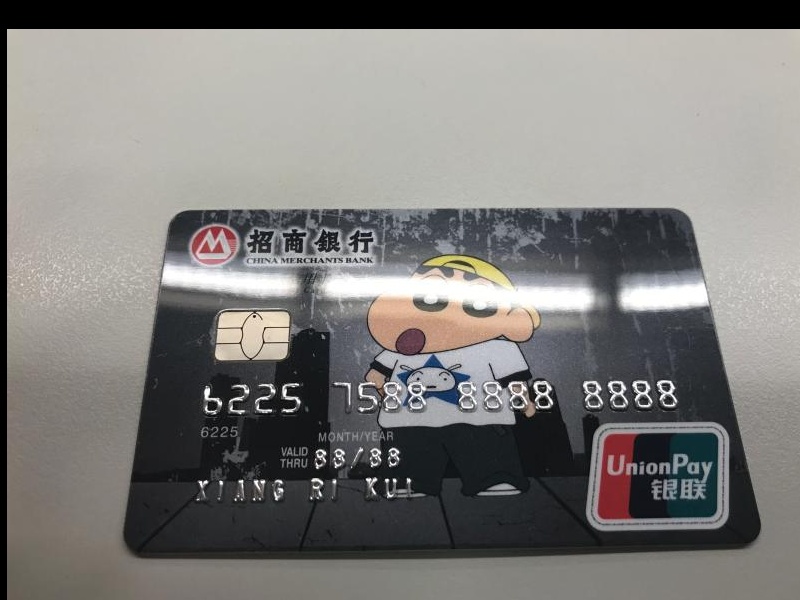 招商銀行
CHINA MERCHANTS BANK
6225 7588 8888 8888
6225
MONTH/YEAR
VALID THRU 88/88
XIANG RI KUI
UnionPay
银联